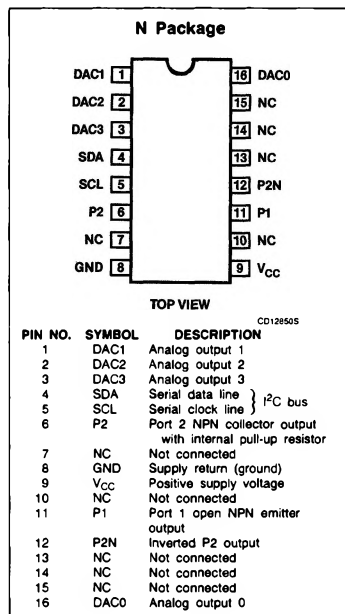 N Package
DAC1 1 16 DAC0
DAC2 2 15 NC
DAC3 3 14 NC
SDA 4 13 NC
SCL 5 12 P2N
P2 6 11 P1
NC 7 10 NC
GND 8 9 VCC
TOP VIEW
CD12850S
PIN NO. SYMBOL DESCRIPTION
1 DAC1 Analog output 1
2 DAC2 Analog output 2
3 DAC3 Analog output 3
4 SDA Serial data line } I²C bus
5 SCL Serial clock line
6 P2 Port 2 NPN collector output
with internal pull-up resistor
7 NC Not connected
8 GND Supply return (ground)
9 VCC Positive supply voltage
10 NC Not connected
11 P1 Port 1 open NPN emitter
output
12 P2N Inverted P2 output
13 NC Not connected
14 NC Not connected
15 NC Not connected
16 DAC0 Analog output 0